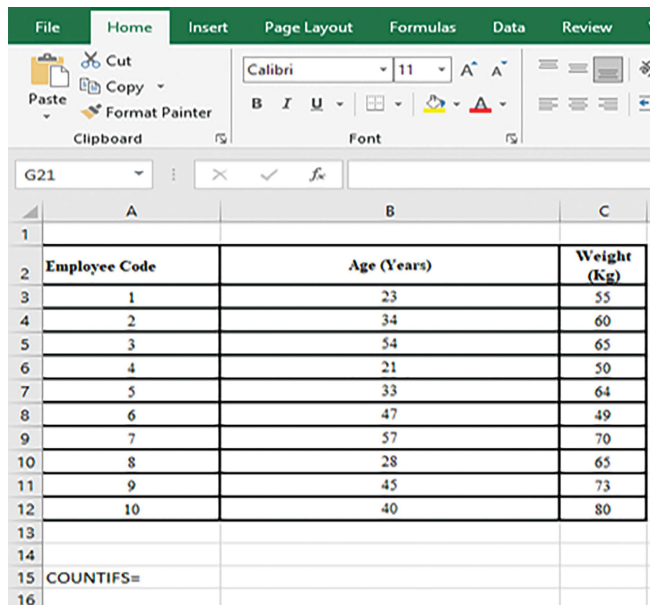 File Home Insert Page Layout Formulas Data Review
Paste
Cut
Copy
Format Painter
Clipboard
Calibri 11 A A
B I U A
Font
G21 fx
A B C
1
2 Employee Code Age (Years) Weight (Kg)
3 1 23 55
4 2 34 60
5 3 54 65
6 4 21 50
7 5 33 64
8 6 47 49
9 7 57 70
10 8 28 65
11 9 45 73
12 10 40 80
13
14
15 COUNTIFS=
16